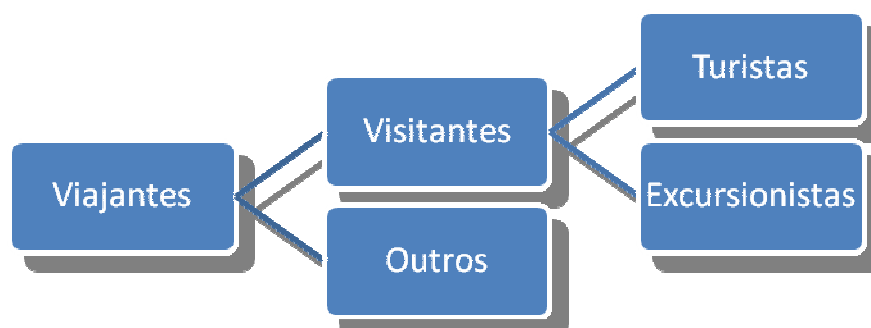 Viajantes
Visitantes
Outros
Turistas
Excursionistas